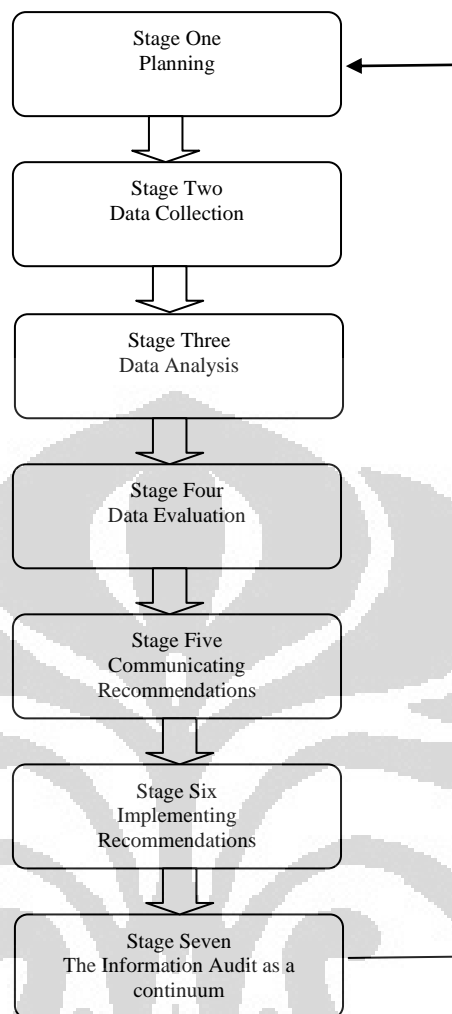 Stage One
Planning
Stage Two
Data Collection
Stage Three
Data Analysis
Stage Four
Data Evaluation
Stage Five
Communicating
Recommendations
Stage Six
Implementing
Recommendations
Stage Seven
The Information Audit as a
continuum